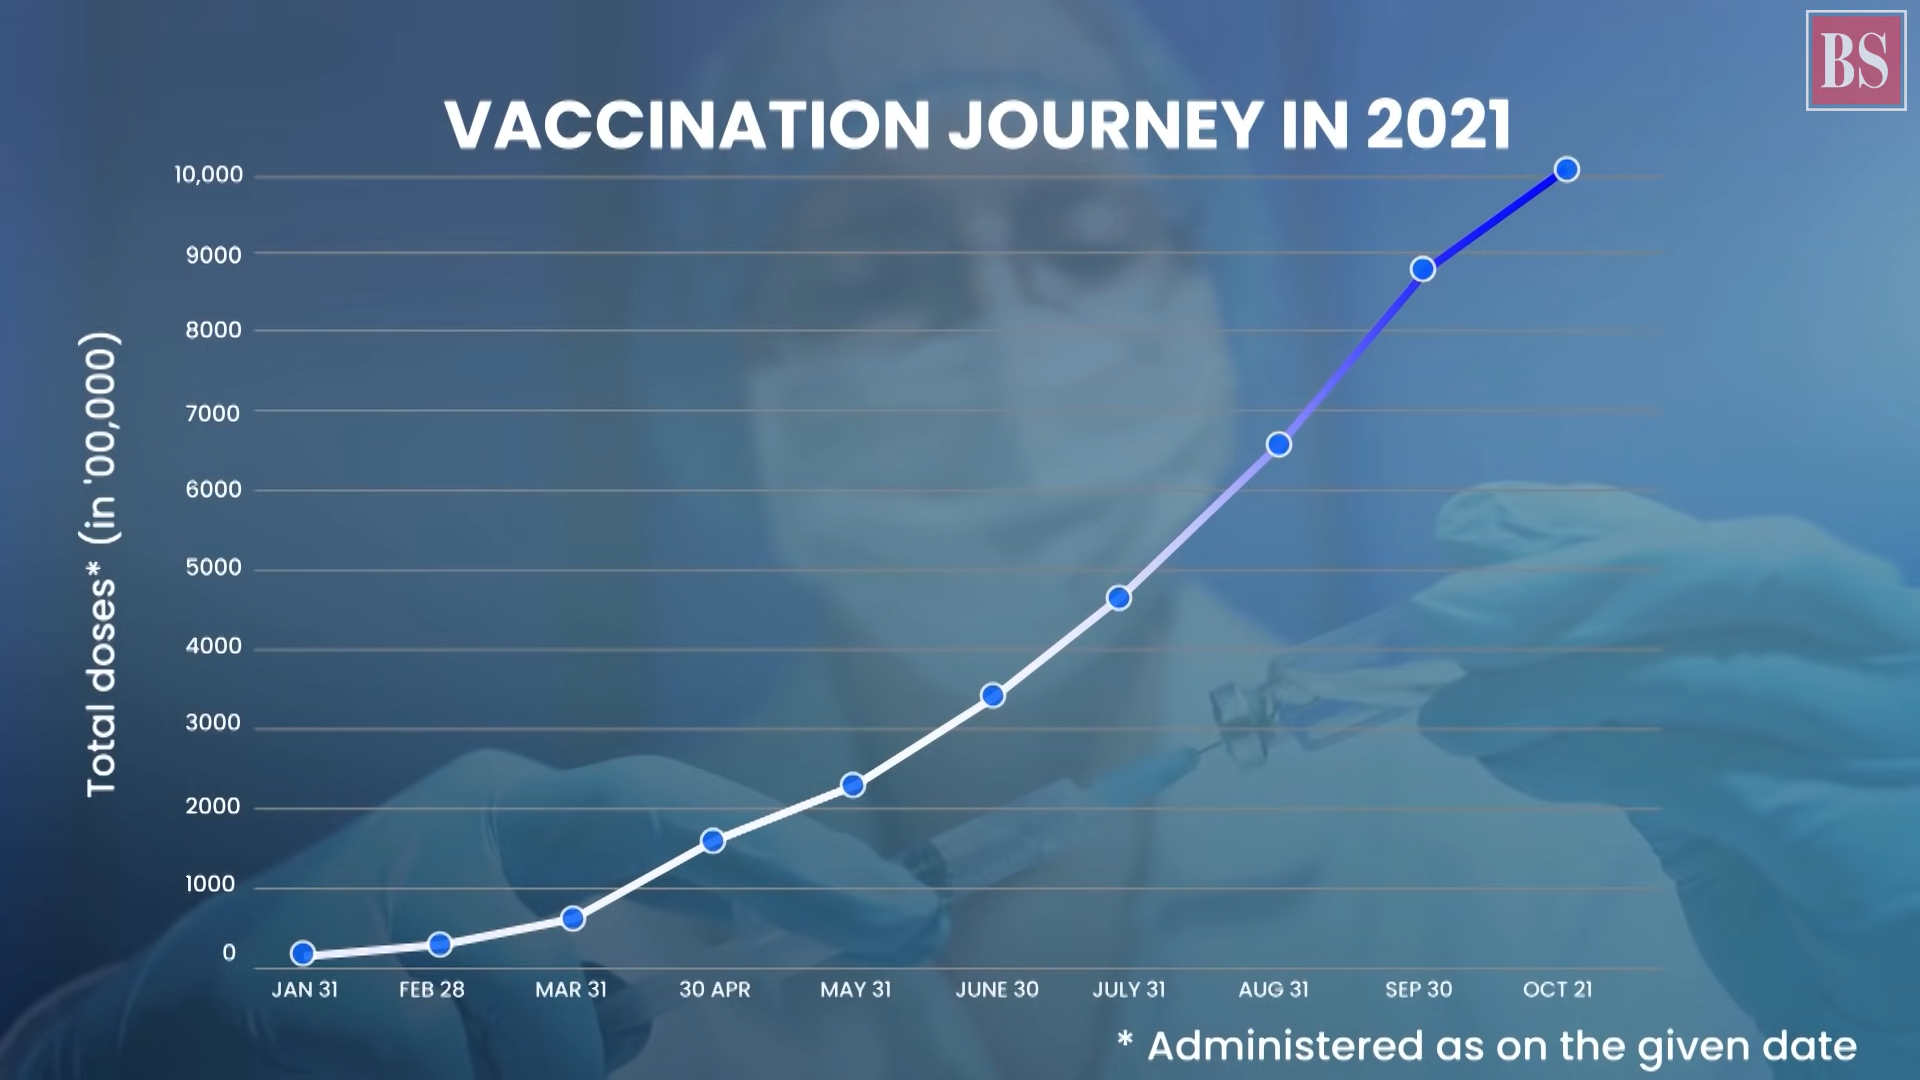 BS
VACCINATION JOURNEY IN 2021
Total doses* (in '00,000)
10,000
9000
8000
7000
6000
5000
4000
3000
2000
1000
0
JAN 31 FEB 28 MAR 31 30 APR MAY 31 JUNE 30 JULY 31 AUG 31 SEP 30 OCT 21
* Administered as on the given date